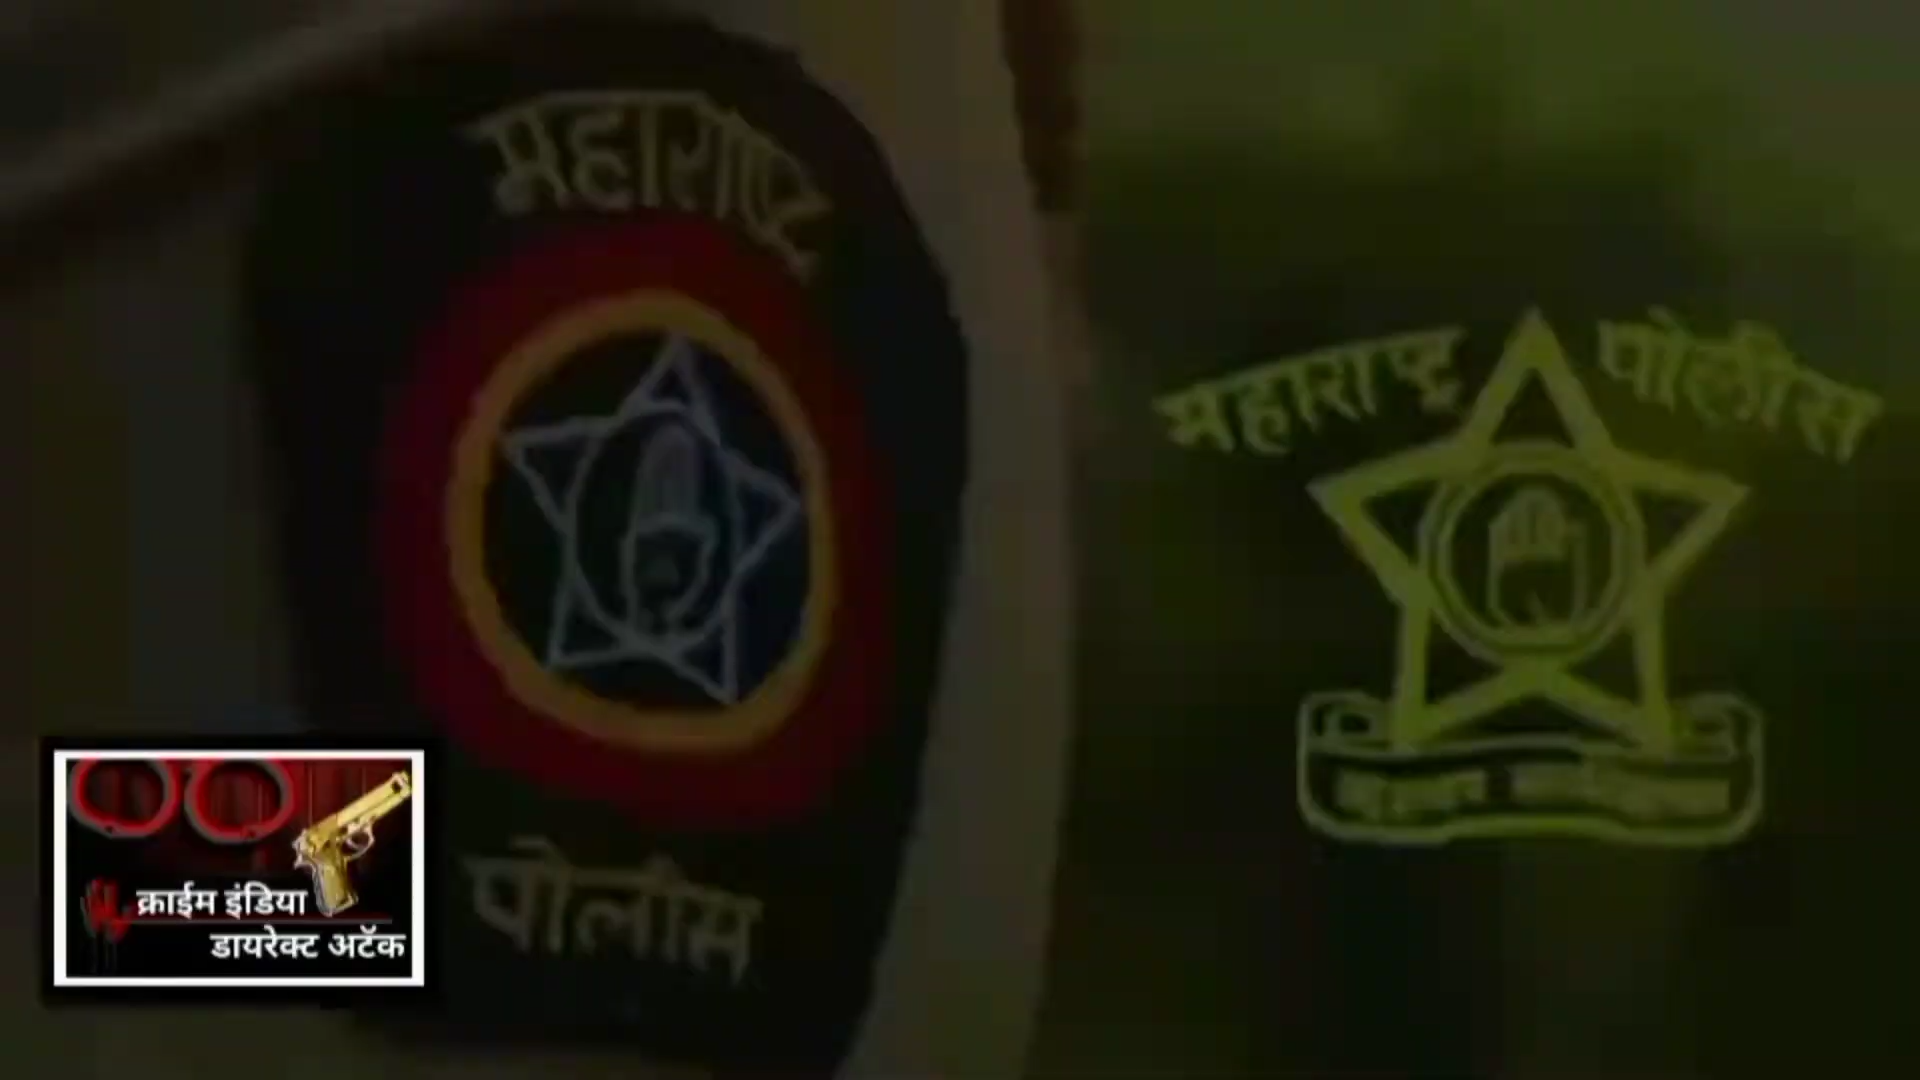 महाराष्ट्र
पोलीस
महाराष्ट्र पोलीस
क्राईम इंडिया
डायरेक्ट अटॅक